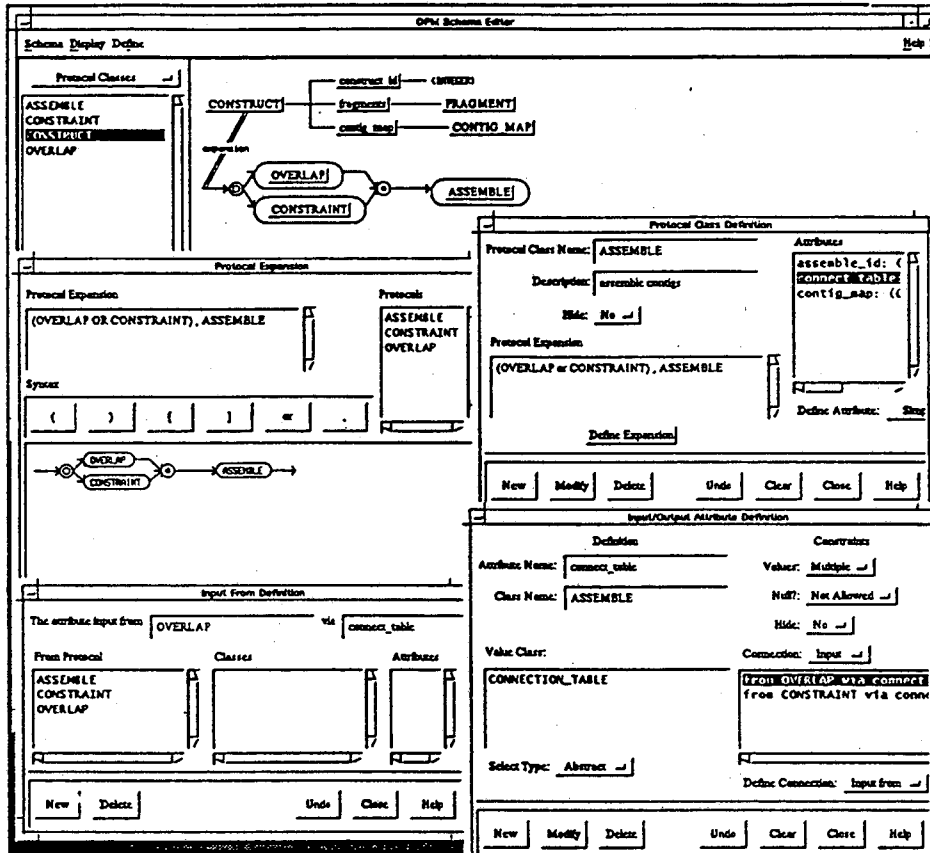 OPM Schema Editor
Schema Display Define Help
Protocol Classes
ASSEMBLE
CONSTRAINT
CONSTRUCT
OVERLAP
CONSTRUCT
construct_id (INTEGER)
fragments FRAGMENT
contig_map CONTIG_MAP
expansion
OVERLAP
CONSTRAINT
ASSEMBLE
Protocol Expansion
Protocol Expansion
(OVERLAP OR CONSTRAINT), ASSEMBLE
Protocols
ASSEMBLE
CONSTRAINT
OVERLAP
Syntax
( ) [ ] or ,
OVERLAP
CONSTRAINT
ASSEMBLE
Protocol Class Definition
Protocol Class Name: ASSEMBLE
Description: assemble contigs
Hide: No
Protocol Expansion
(OVERLAP or CONSTRAINT), ASSEMBLE
Define Expansion
Attributes
assemble_id: (
connect_table:
contig_map: ((
Define Attribute:
New Modify Delete Undo Clear Close Help
Input From Definition
The attribute input from OVERLAP via connect_table
From Protocol
ASSEMBLE
CONSTRAINT
OVERLAP
Classes
Attributes
New Delete Undo Close Help
Input/Output Attribute Definition
Definition
Attribute Name: connect_table
Class Name: ASSEMBLE
Value Class:
CONNECTION_TABLE
Select Type: Abstract
Constraints
Values: Multiple
Null?: Not Allowed
Hide: No
Connection: Input
from OVERLAP via connect
from CONSTRAINT via conne
Define Connection: Input from
New Modify Delete Undo Clear Close Help